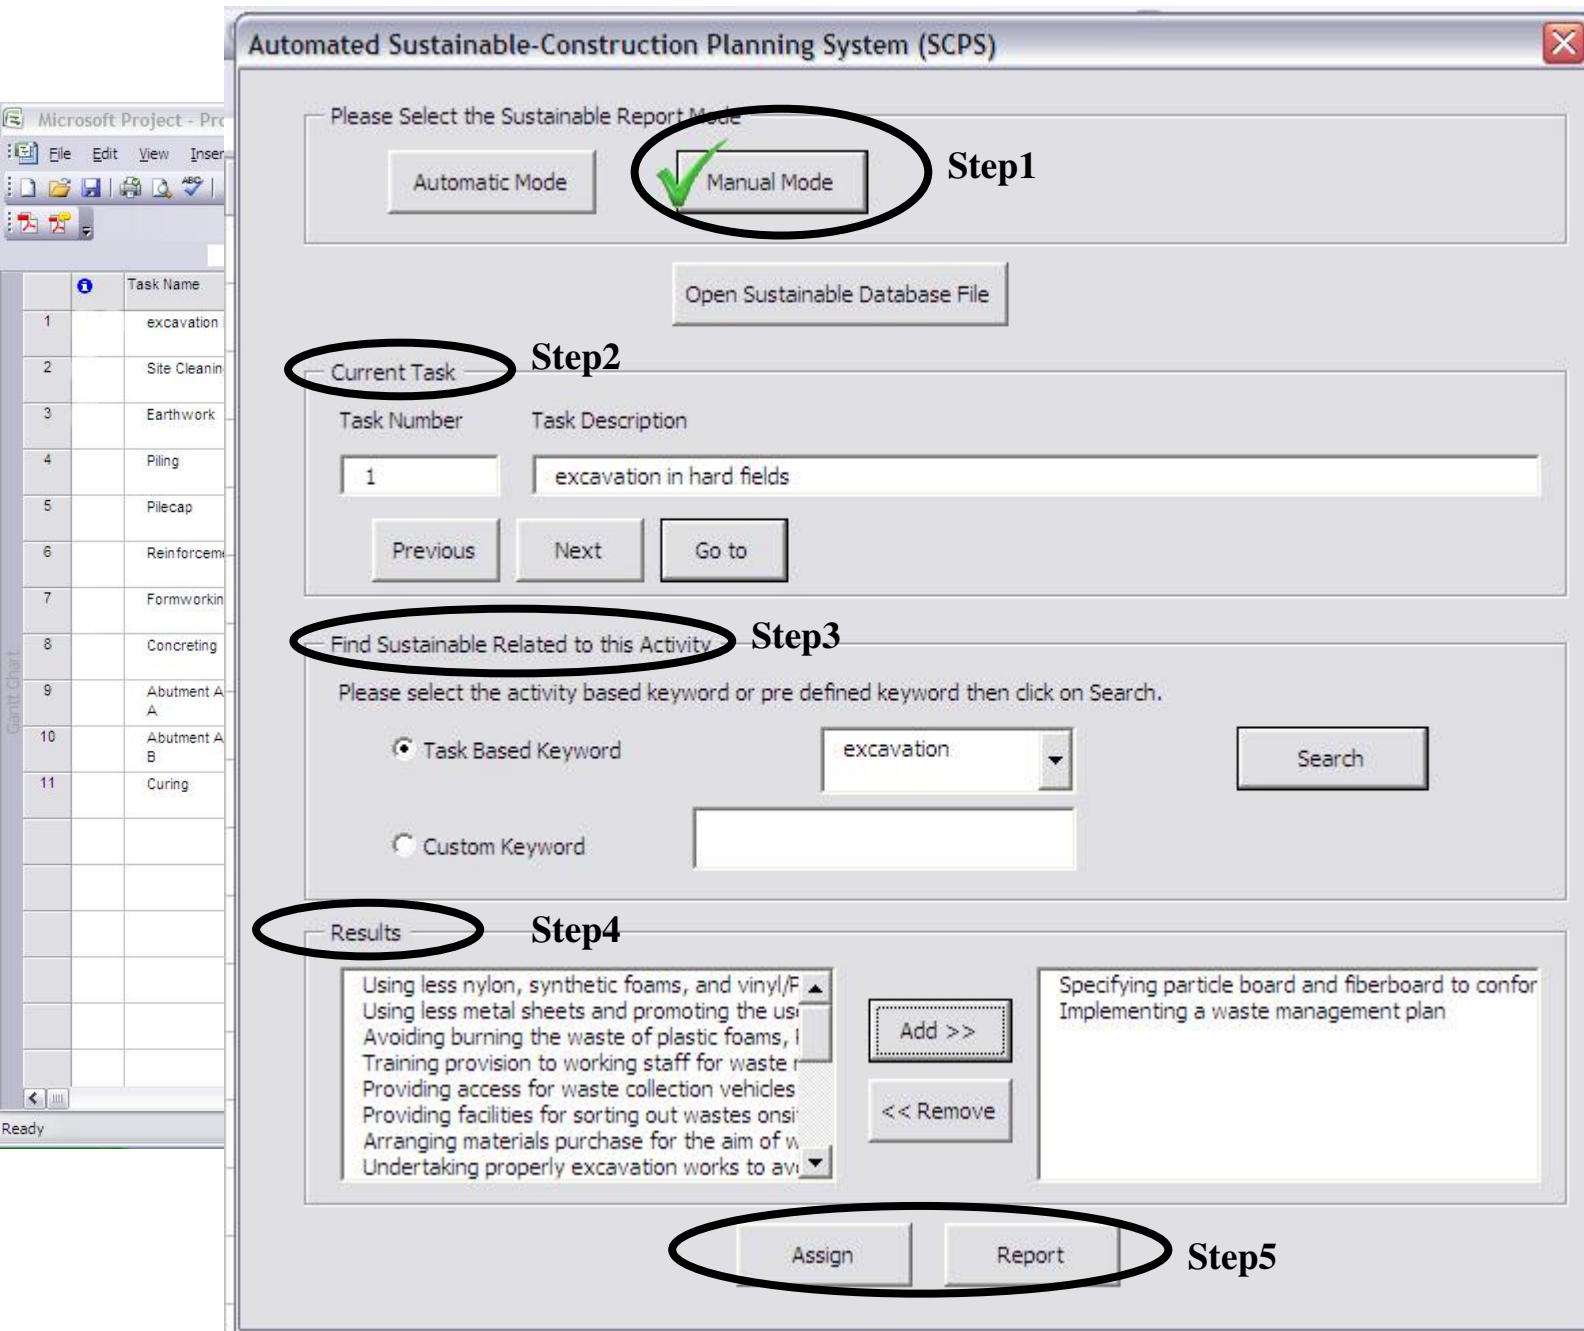 Automated Sustainable-Construction Planning System (SCPS)
Microsoft Project - Pro
File Edit View Inser
Task Name
1 excavation
2 Site Cleanin
3 Earthwork
4 Piling
5 Pilecap
6 Reinforceme
7 Formworkin
8 Concreting
9 Abutment A
A
10 Abutment A
B
11 Curing
Gantt Chart
Ready
Please Select the Sustainable Report Mode
Automatic Mode
Manual Mode
Step1
Open Sustainable Database File
Current Task
Step2
Task Number Task Description
1 excavation in hard fields
Previous Next Go to
Find Sustainable Related to this Activity
Step3
Please select the activity based keyword or pre defined keyword then click on Search.
Task Based Keyword excavation Search
Custom Keyword
Results
Step4
Using less nylon, synthetic foams, and vinyl/P
Using less metal sheets and promoting the use
Avoiding burning the waste of plastic foams,
Training provision to working staff for waste
Providing access for waste collection vehicles
Providing facilities for sorting out wastes onsi
Arranging materials purchase for the aim of w
Undertaking properly excavation works to avo
Add >>
<< Remove
Specifying particle board and fiberboard to confor
Implementing a waste management plan
Assign Report
Step5